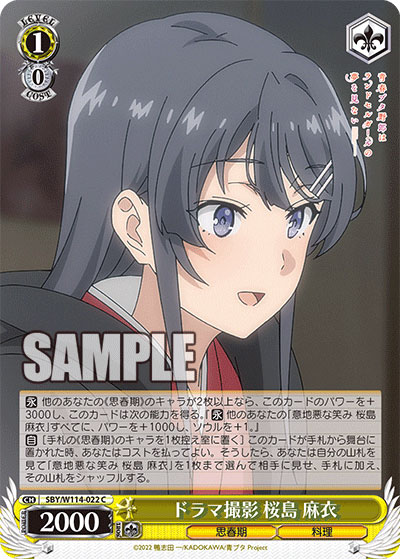 LEVEL
1
0
COST
青春ブタ野郎は
ランドセルガールの
夢を見ない
SAMPLE
永 他のあなたの《思春期》のキャラが2枚以上なら、このカードのパワーを+
3000し、このカードは次の能力を得る。『永 他のあなたの「意地悪な笑み 桜島
麻衣」すべてに、パワーを+1000し、ソウルを+1。』
自［手札の《思春期》のキャラを1枚控え室に置く］ このカードが手札から舞台
に置かれた時、あなたはコストを払ってよい。そうしたら、あなたは自分の山札を
見て「意地悪な笑み 桜島 麻衣」を1枚まで選んで相手に見せ、手札に加え、
その山札をシャッフルする。
CH
SBY/W114-022 C
2000
ドラマ撮影 桜島 麻衣
思春期
料理
©2022 鴨志田 一/KADOKAWA/青ブタ Project